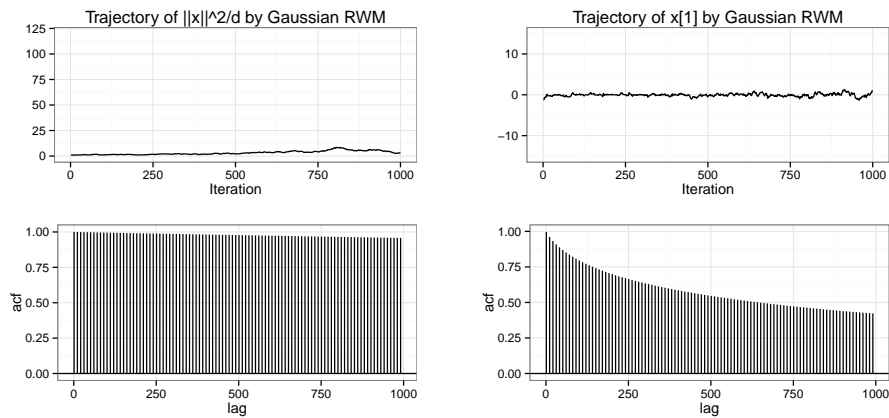 Trajectory of ||x||^2/d by Gaussian RWM
125
100
75
50
25
0
0 250 500 750 1000
Iteration
Trajectory of x[1] by Gaussian RWM
10
0
−10
0 250 500 750 1000
Iteration
1.00
0.75
0.50
0.25
0.00
acf
0 250 500 750 1000
lag
1.00
0.75
0.50
0.25
0.00
acf
0 250 500 750 1000
lag